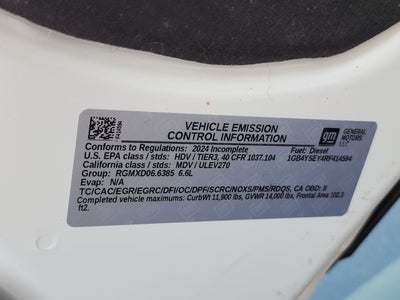 VEHICLE EMISSION
CONTROL INFORMATION
gm
GENERAL
MOTORS
LLC
Conforms to Regulations: 2024 Incomplete
Fuel: Diesel
U.S. EPA class / stds: HDV / TIER3, 40 CFR 1037.104
1GB4YSEY4RF414594
California class / stds: MDV / ULEV270
Group: RGMXD06.6385 6.6L
Evap: N/A
TC/CAC/EGR/EGRC/DFI/OC/DPF/SCRC/NOXS/PMS/RDQS, CA OBD: II
Completed vehicle maximums: CurbWt 11,900 lbs, GVWR 14,000 lbs, Frontal Area 102.3
ft2.